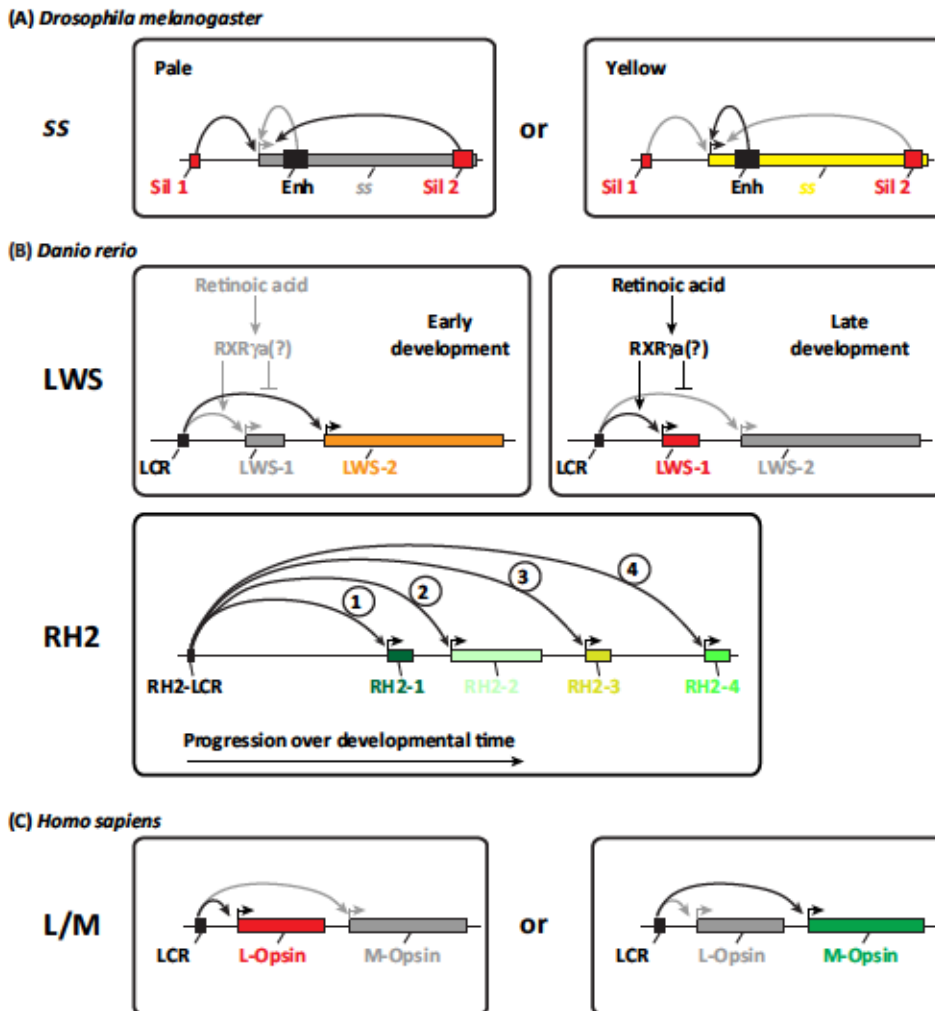 (A) Drosophila melanogaster
Pale
Yellow
ss
or
Sil 1
Enh
ss
Sil 2
Sil 1
Enh
ss
Sil 2
(B) Danio rerio
Retinoic acid
RXRγa(?)
Early
development
LWS
LCR
LWS-1
LWS-2
Retinoic acid
RXRγa(?)
Late
development
LCR
LWS-1
LWS-2
RH2
1
2
3
4
RH2-LCR
RH2-1
RH2-2
RH2-3
RH2-4
Progression over developmental time
(C) Homo sapiens
L/M
or
LCR
L-Opsin
M-Opsin
LCR
L-Opsin
M-Opsin